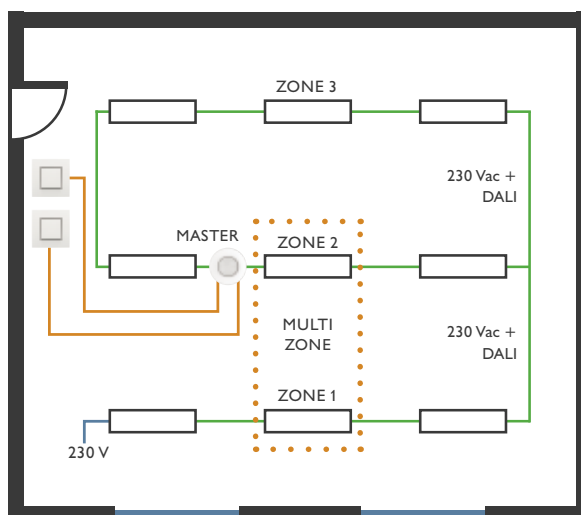 ZONE 3
230 Vac +
DALI
MASTER
ZONE 2
MULTI
ZONE
230 Vac +
DALI
ZONE 1
230 V